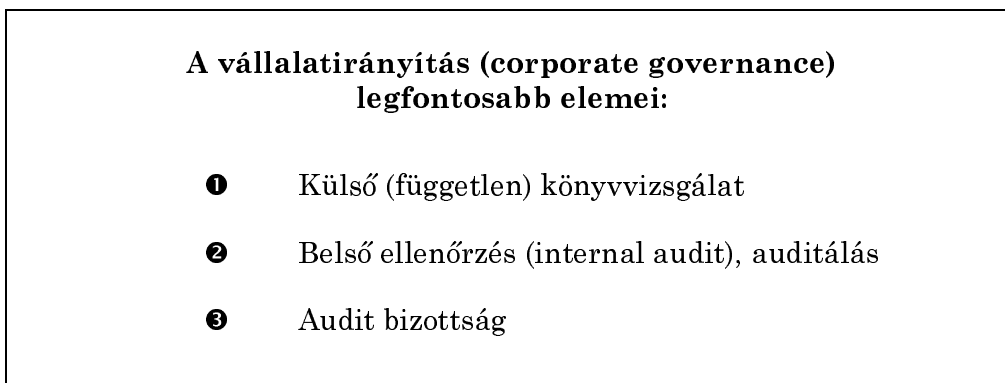 A vállalatirányítás (corporate governance)
legfontosabb elemei:
❶ Külső (független) könyvvizsgálat
❷ Belső ellenőrzés (internal audit), auditálás
❸ Audit bizottság